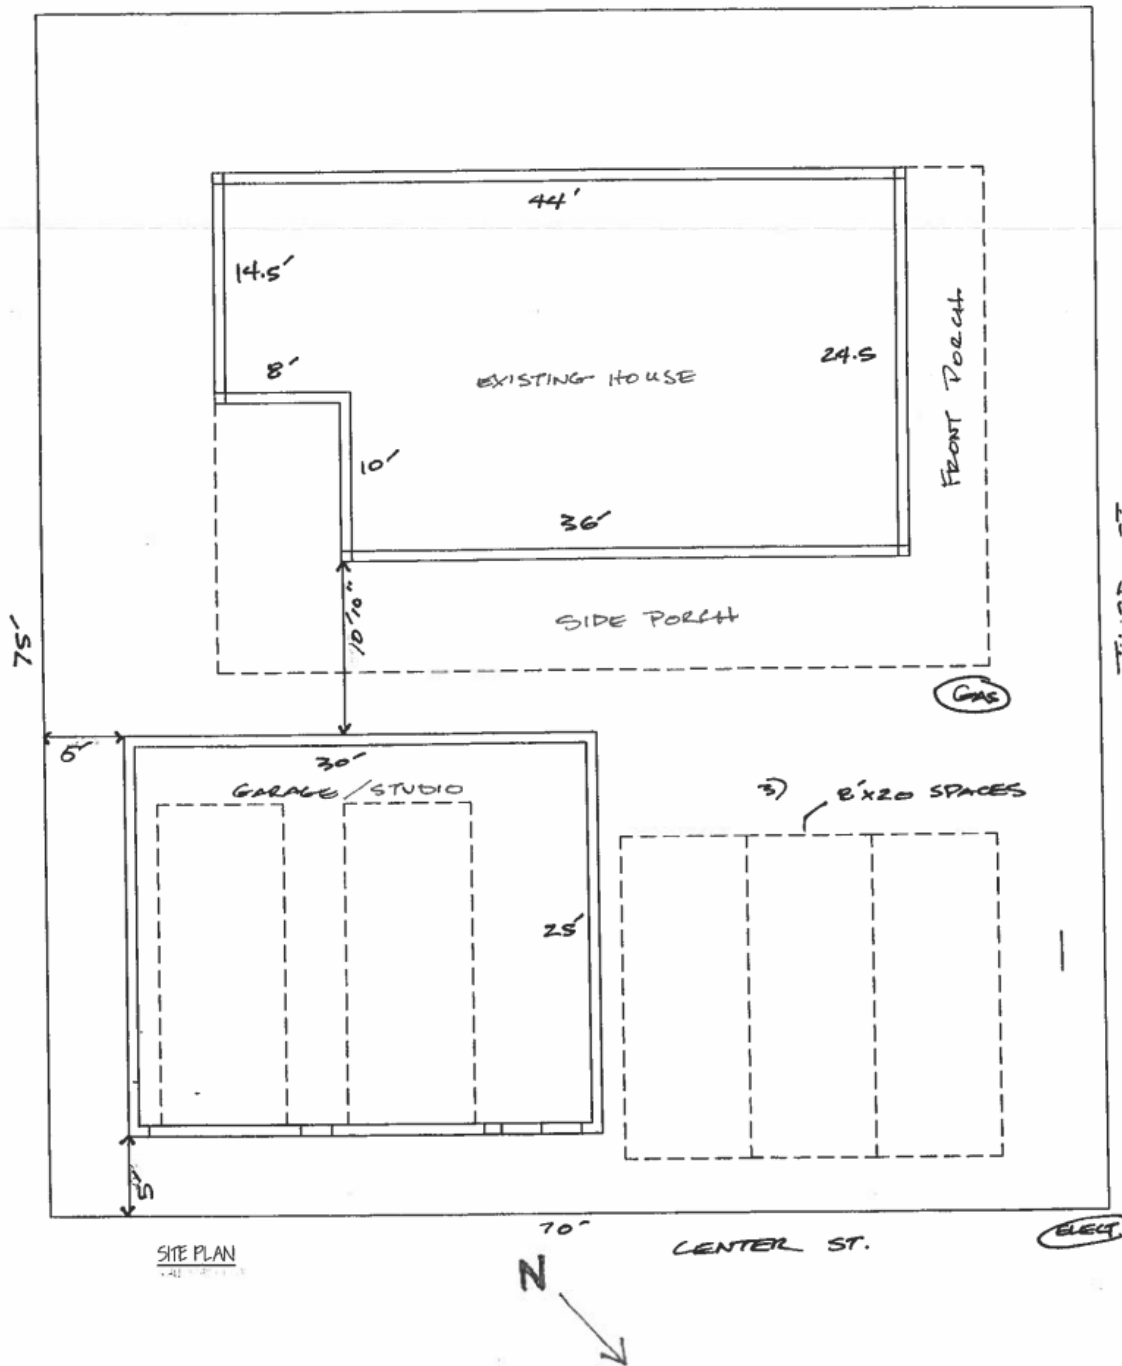 44'
14.5'
8'
EXISTING HOUSE
24.5
FRONT PORCH
10'
36'
10'10"
SIDE PORCH
75'
GAS
5'
30'
GARAGE/STUDIO
3) 8'X20 SPACES
25'
5'
70'
CENTER ST.
ELECT.
SITE PLAN
N